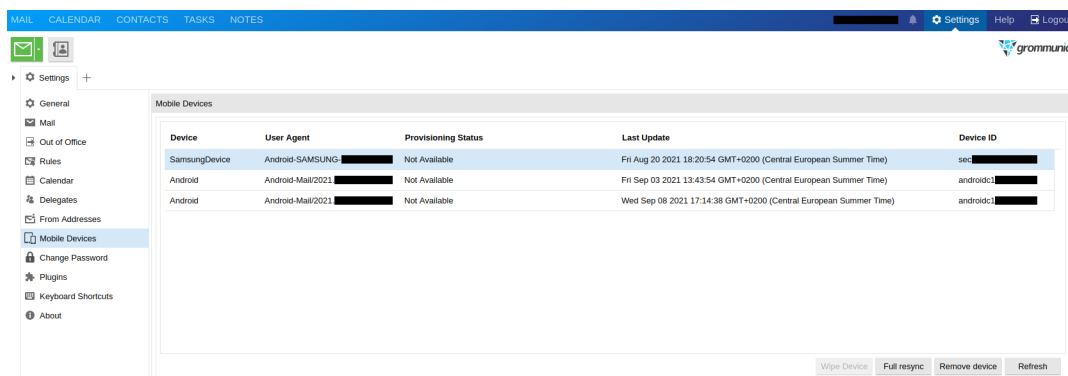 MAIL CALENDAR CONTACTS TASKS NOTES Settings Help Logou
grommunio
Settings
General
Mail
Out of Office
Rules
Calendar
Delegates
From Addresses
Mobile Devices
Change Password
Plugins
Keyboard Shortcuts
About
Mobile Devices
Device User Agent Provisioning Status Last Update Device ID
SamsungDevice Android-SAMSUNG- Not Available Fri Aug 20 2021 18:20:54 GMT+0200 (Central European Summer Time) sec
Android Android-Mail/2021. Not Available Fri Sep 03 2021 13:43:54 GMT+0200 (Central European Summer Time) androidc1
Android Android-Mail/2021. Not Available Wed Sep 08 2021 17:14:38 GMT+0200 (Central European Summer Time) androidc1
Wipe Device Full resync Remove device Refresh